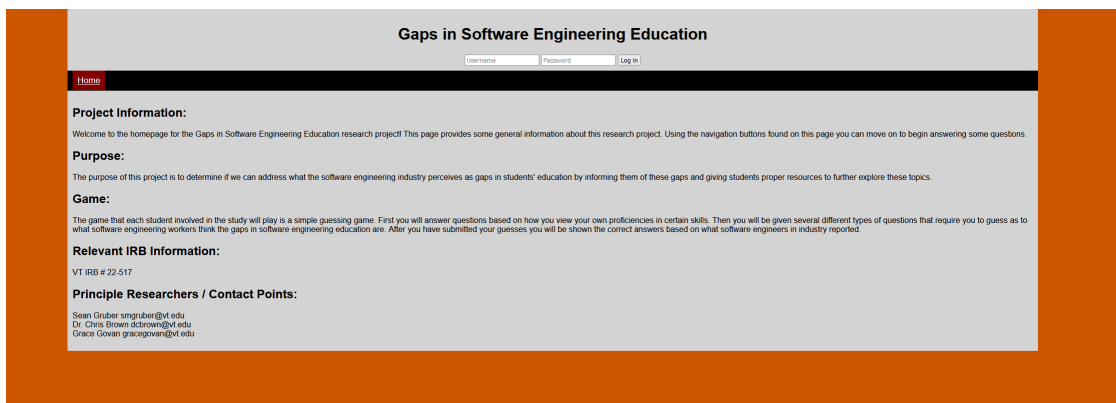 Gaps in Software Engineering Education
Username Password Log in
Home
Project Information:
Welcome to the homepage for the Gaps in Software Engineering Education research project! This page provides some general information about this research project. Using the navigation buttons found on this page you can move on to begin answering some questions.
Purpose:
The purpose of this project is to determine if we can address what the software engineering industry perceives as gaps in students' education by informing them of these gaps and giving students proper resources to further explore these topics.
Game:
The game that each student involved in the study will play is a simple guessing game. First you will answer questions based on how you view your own proficiencies in certain skills. Then you will be given several different types of questions that require you to guess as to
what software engineering workers think the gaps in software engineering education are. After you have submitted your guesses you will be shown the correct answers based on what software engineers in industry reported.
Relevant IRB Information:
VT IRB # 22-517
Principle Researchers / Contact Points:
Sean Gruber smgruber@vt.edu
Dr. Chris Brown dcbrown@vt.edu
Grace Govan gracegovan@vt.edu